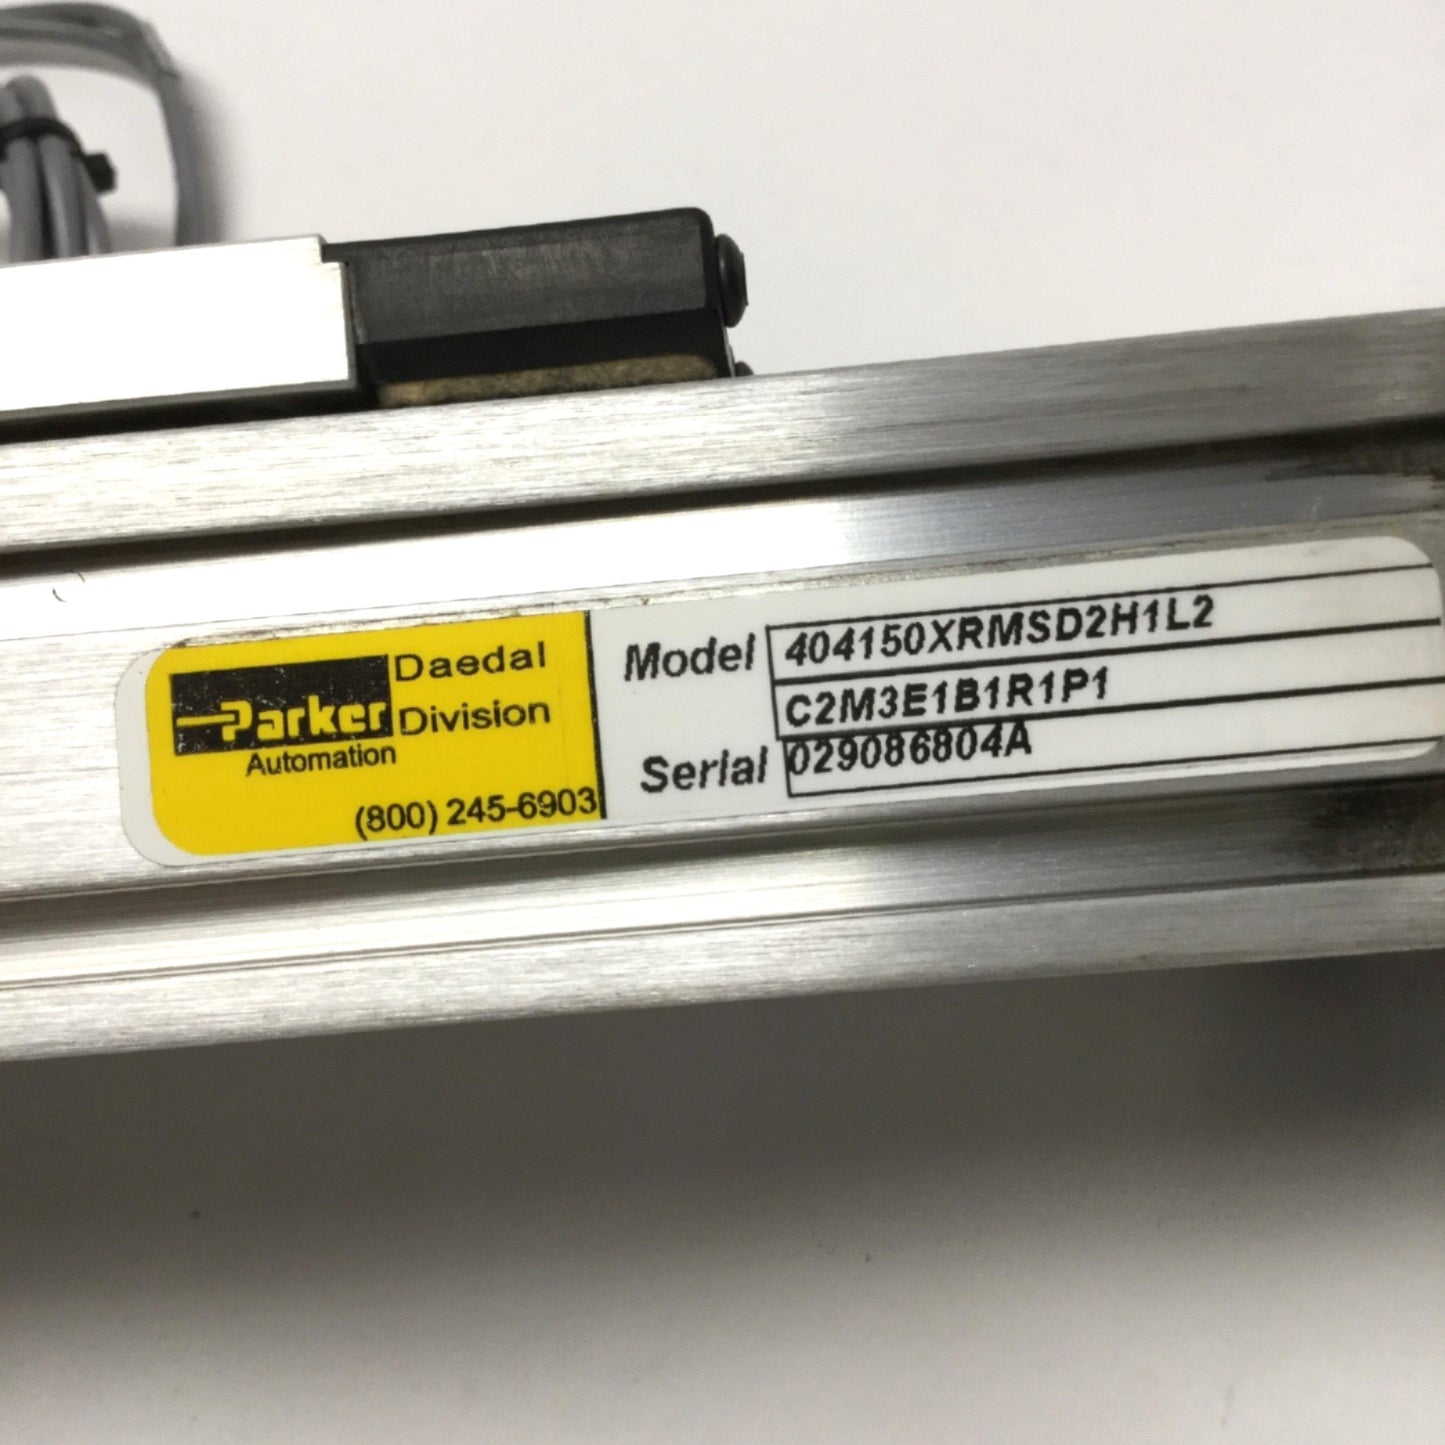 Parker Daedal
Division
Automation
(800) 245-6903
Model 404150XRMSD2H1L2
C2M3E1B1R1P1
Serial 029086804A